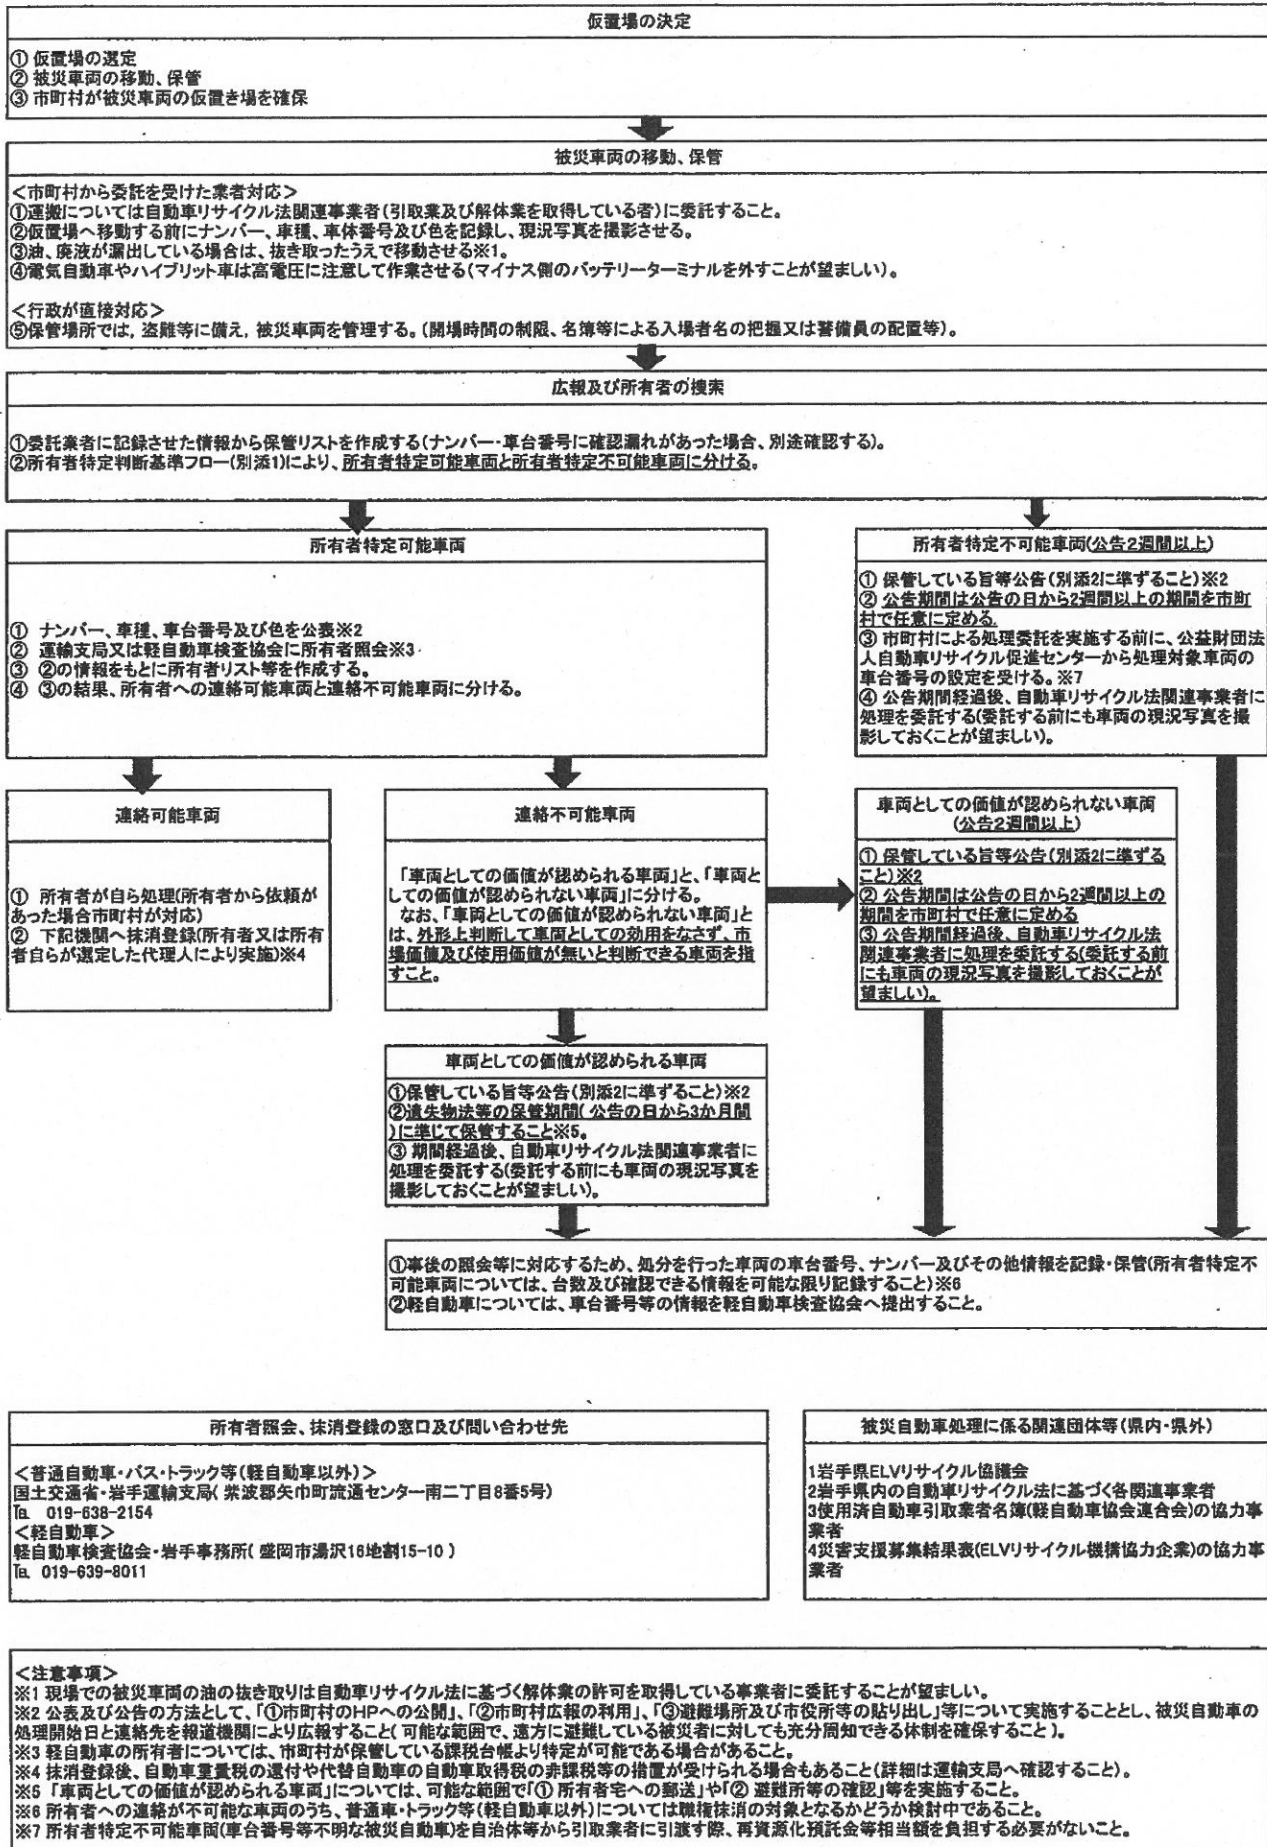 仮置場の決定
① 仮置場の選定
② 被災車両の移動、保管
③ 市町村が被災車両の仮置き場を確保
被災車両の移動、保管
＜市町村から委託を受けた業者対応＞
①運搬については自動車リサイクル法関連事業者(引取業及び解体業を取得している者)に委託すること。
②仮置場へ移動する前にナンバー、車種、車体番号及び色を記録し、現況写真を撮影させる。
③油、廃液が漏出している場合は、抜き取ったうえで移動させる※1。
④電気自動車やハイブリット車は高電圧に注意して作業させる(マイナス側のバッテリーターミナルを外すことが望ましい)。
＜行政が直接対応＞
⑤保管場所では，盗難等に備え，被災車両を管理する。(開場時間の制限、名簿等による入場者名の把握又は警備員の配置等)。
広報及び所有者の捜索
①委託業者に記録させた情報から保管リストを作成する(ナンバー・車台番号に確認漏れがあった場合、別途確認する)。
②所有者特定判断基準フロー(別添1)により、所有者特定可能車両と所有者特定不可能車両に分ける。
所有者特定可能車両
① ナンバー、車種、車台番号及び色を公表※2
② 運輸支局又は軽自動車検査協会に所有者照会※3
③ ②の情報をもとに所有者リスト等を作成する。
④ ③の結果、所有者への連絡可能車両と連絡不可能車両に分ける。
所有者特定不可能車両(公告2週間以上)
① 保管している旨等公告(別添2に準ずること)※2
② 公告期間は公告の日から2週間以上の期間を市町
村で任意に定める。
③ 市町村による処理委託を実施する前に、公益財団法
人自動車リサイクル促進センターから処理対象車両の
車台番号の設定を受ける。※7
④ 公告期間経過後、自動車リサイクル法関連事業者に
処理を委託する(委託する前にも車両の現況写真を撮
影しておくことが望ましい)。
連絡可能車両
① 所有者が自ら処理(所有者から依頼が
あった場合市町村が対応)
② 下記機関へ抹消登録(所有者又は所有
者自らが選定した代理人により実施)※4
連絡不可能車両
「車両としての価値が認められる車両」と、「車両と
しての価値が認められない車両」に分ける。
なお、「車両としての価値が認められない車両」と
は、外形上判断して車両としての効用をなさず、市
場価値及び使用価値が無いと判断できる車両を指
すこと。
車両としての価値が認められない車両
(公告2週間以上)
① 保管している旨等公告(別添2に準ずる
こと)※2
② 公告期間は公告の日から2週間以上の
期間を市町村で任意に定める
③ 公告期間経過後、自動車リサイクル法
関連事業者に処理を委託する(委託する前
にも車両の現況写真を撮影しておくことが
望ましい)。
車両としての価値が認められる車両
①保管している旨等公告(別添2に準ずること)※2
②遺失物法等の保管期間(公告の日から3か月間
)に準じて保管すること※5。
③ 期間経過後、自動車リサイクル法関連事業者に
処理を委託する(委託する前にも車両の現況写真を
撮影しておくことが望ましい)。
①事後の照会等に対応するため、処分を行った車両の車台番号、ナンバー及びその他情報を記録・保管(所有者特定不
可能車両については、台数及び確認できる情報を可能な限り記録すること)※6
②軽自動車については、車台番号等の情報を軽自動車検査協会へ提出すること。
所有者照会、抹消登録の窓口及び問い合わせ先
＜普通自動車・バス・トラック等(軽自動車以外)＞
国土交通省・岩手運輸支局( 紫波郡矢巾町流通センター南二丁目8番5号)
℡ 019-638-2154
＜軽自動車＞
軽自動車検査協会・岩手事務所( 盛岡市湯沢16地割15-10 )
℡ 019-639-8011
被災自動車処理に係る関連団体等(県内・県外)
1岩手県ELVリサイクル協議会
2岩手県内の自動車リサイクル法に基づく各関連事業者
3使用済自動車引取業者名簿(軽自動車協会連合会)の協力事
業者
4災害支援募集結果表(ELVリサイクル機構協力企業)の協力事
業者
＜注意事項＞
※1 現場での被災車両の油の抜き取りは自動車リサイクル法に基づく解体業の許可を取得している事業者に委託することが望ましい。
※2 公表及び公告の方法として、「①市町村のHPへの公開」、「②市町村広報の利用」、「③避難場所及び市役所等の貼り出し」等について実施することとし、被災自動車の
処理開始日と連絡先を報道機関により広報すること( 可能な範囲で、遠方に避難している被災者に対しても充分周知できる体制を確保すること )。
※3 軽自動車の所有者については、市町村が保管している課税台帳より特定が可能である場合があること。
※4 抹消登録後、自動車重量税の還付や代替自動車の自動車取得税の非課税等の措置が受けられる場合もあること(詳細は運輸支局へ確認すること)。
※5 「車両としての価値が認められる車両」については、可能な範囲で「① 所有者宅への郵送」や「② 避難所等の確認」等を実施すること。
※6 所有者への連絡が不可能な車両のうち、普通車・トラック等(軽自動車以外)については職権抹消の対象となるかどうか検討中であること。
※7 所有者特定不可能車両(車台番号等不明な被災自動車)を自治体等から引取業者に引渡す際、再資源化預託金等相当額を負担する必要がないこと。